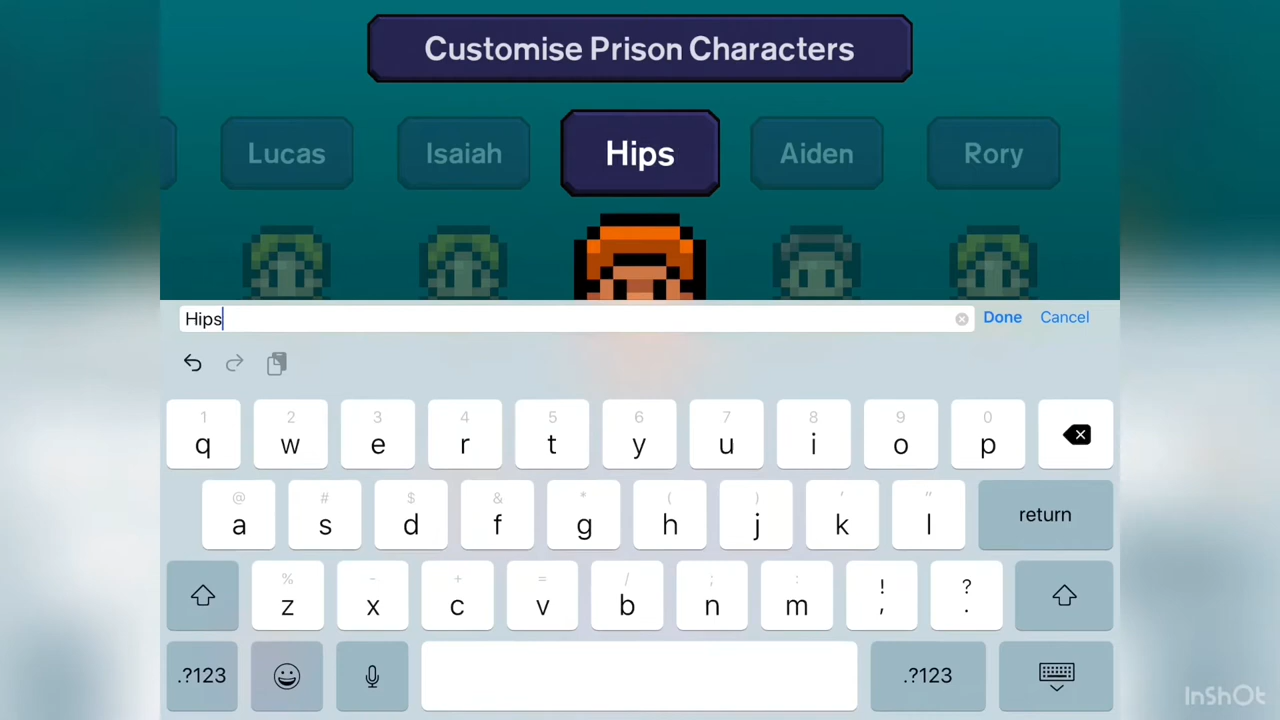 Customise Prison Characters
Lucas Isaiah Hips Aiden Rory
Hips Done Cancel
1 2 3 4 5 6 7 8 9 0
q w e r t y u i o p
@ # $ & * ( ) ' "
a s d f g h j k l return
% - + = / ; : ! ?
z x c v b n m , .
.?123 .?123
InShOt